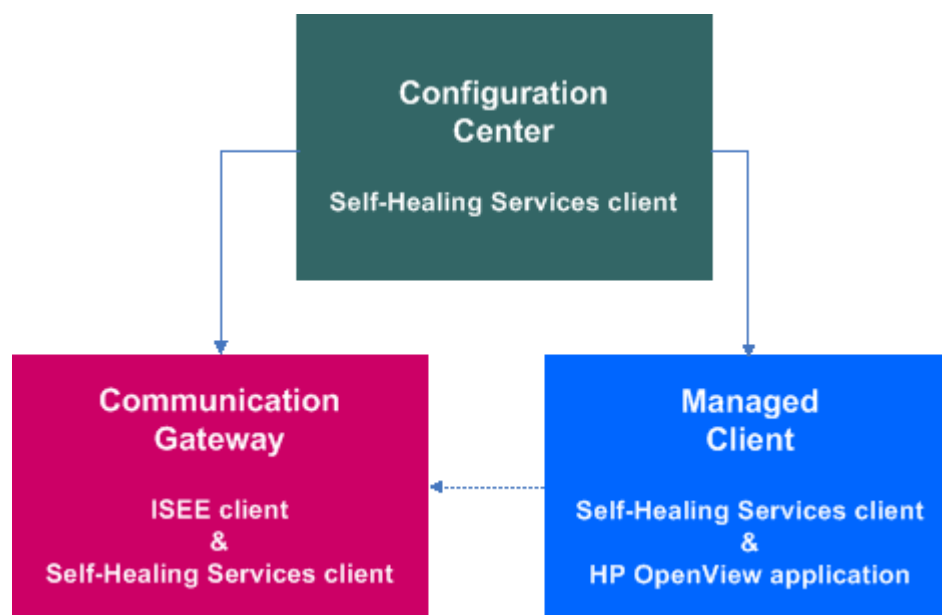 Configuration
Center
Self-Healing Services client
Communication
Gateway
ISEE client
&
Self-Healing Services client
Managed
Client
Self-Healing Services client
&
HP OpenView application